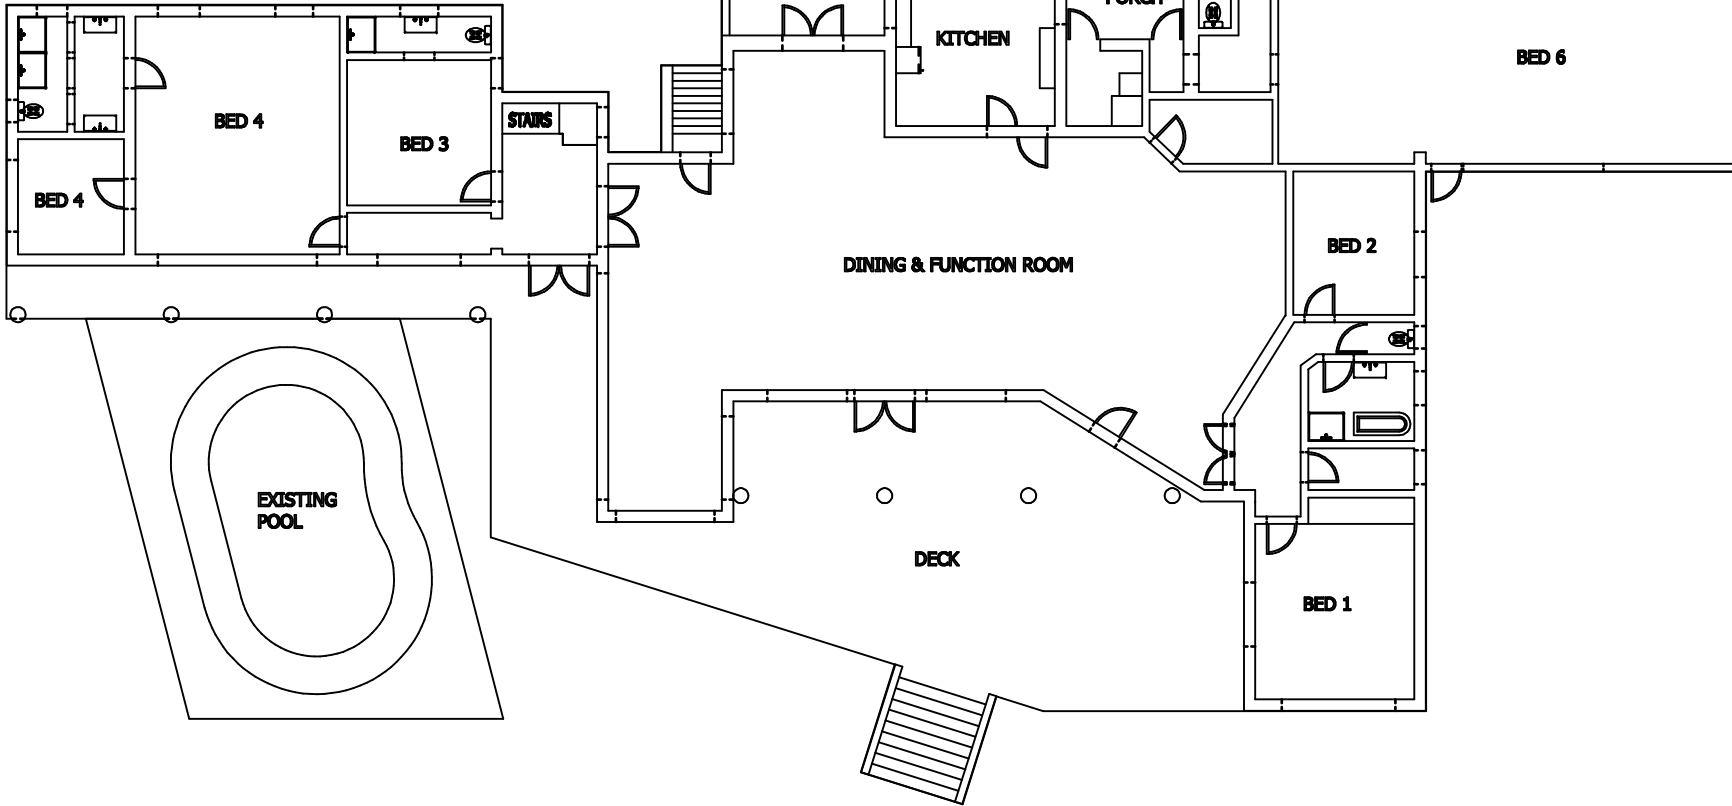 PORCH
KITCHEN
BED 6
BED 4
STAIRS
BED 3
BED 4
BED 2
DINING & FUNCTION ROOM
EXISTING
POOL
DECK
BED 1